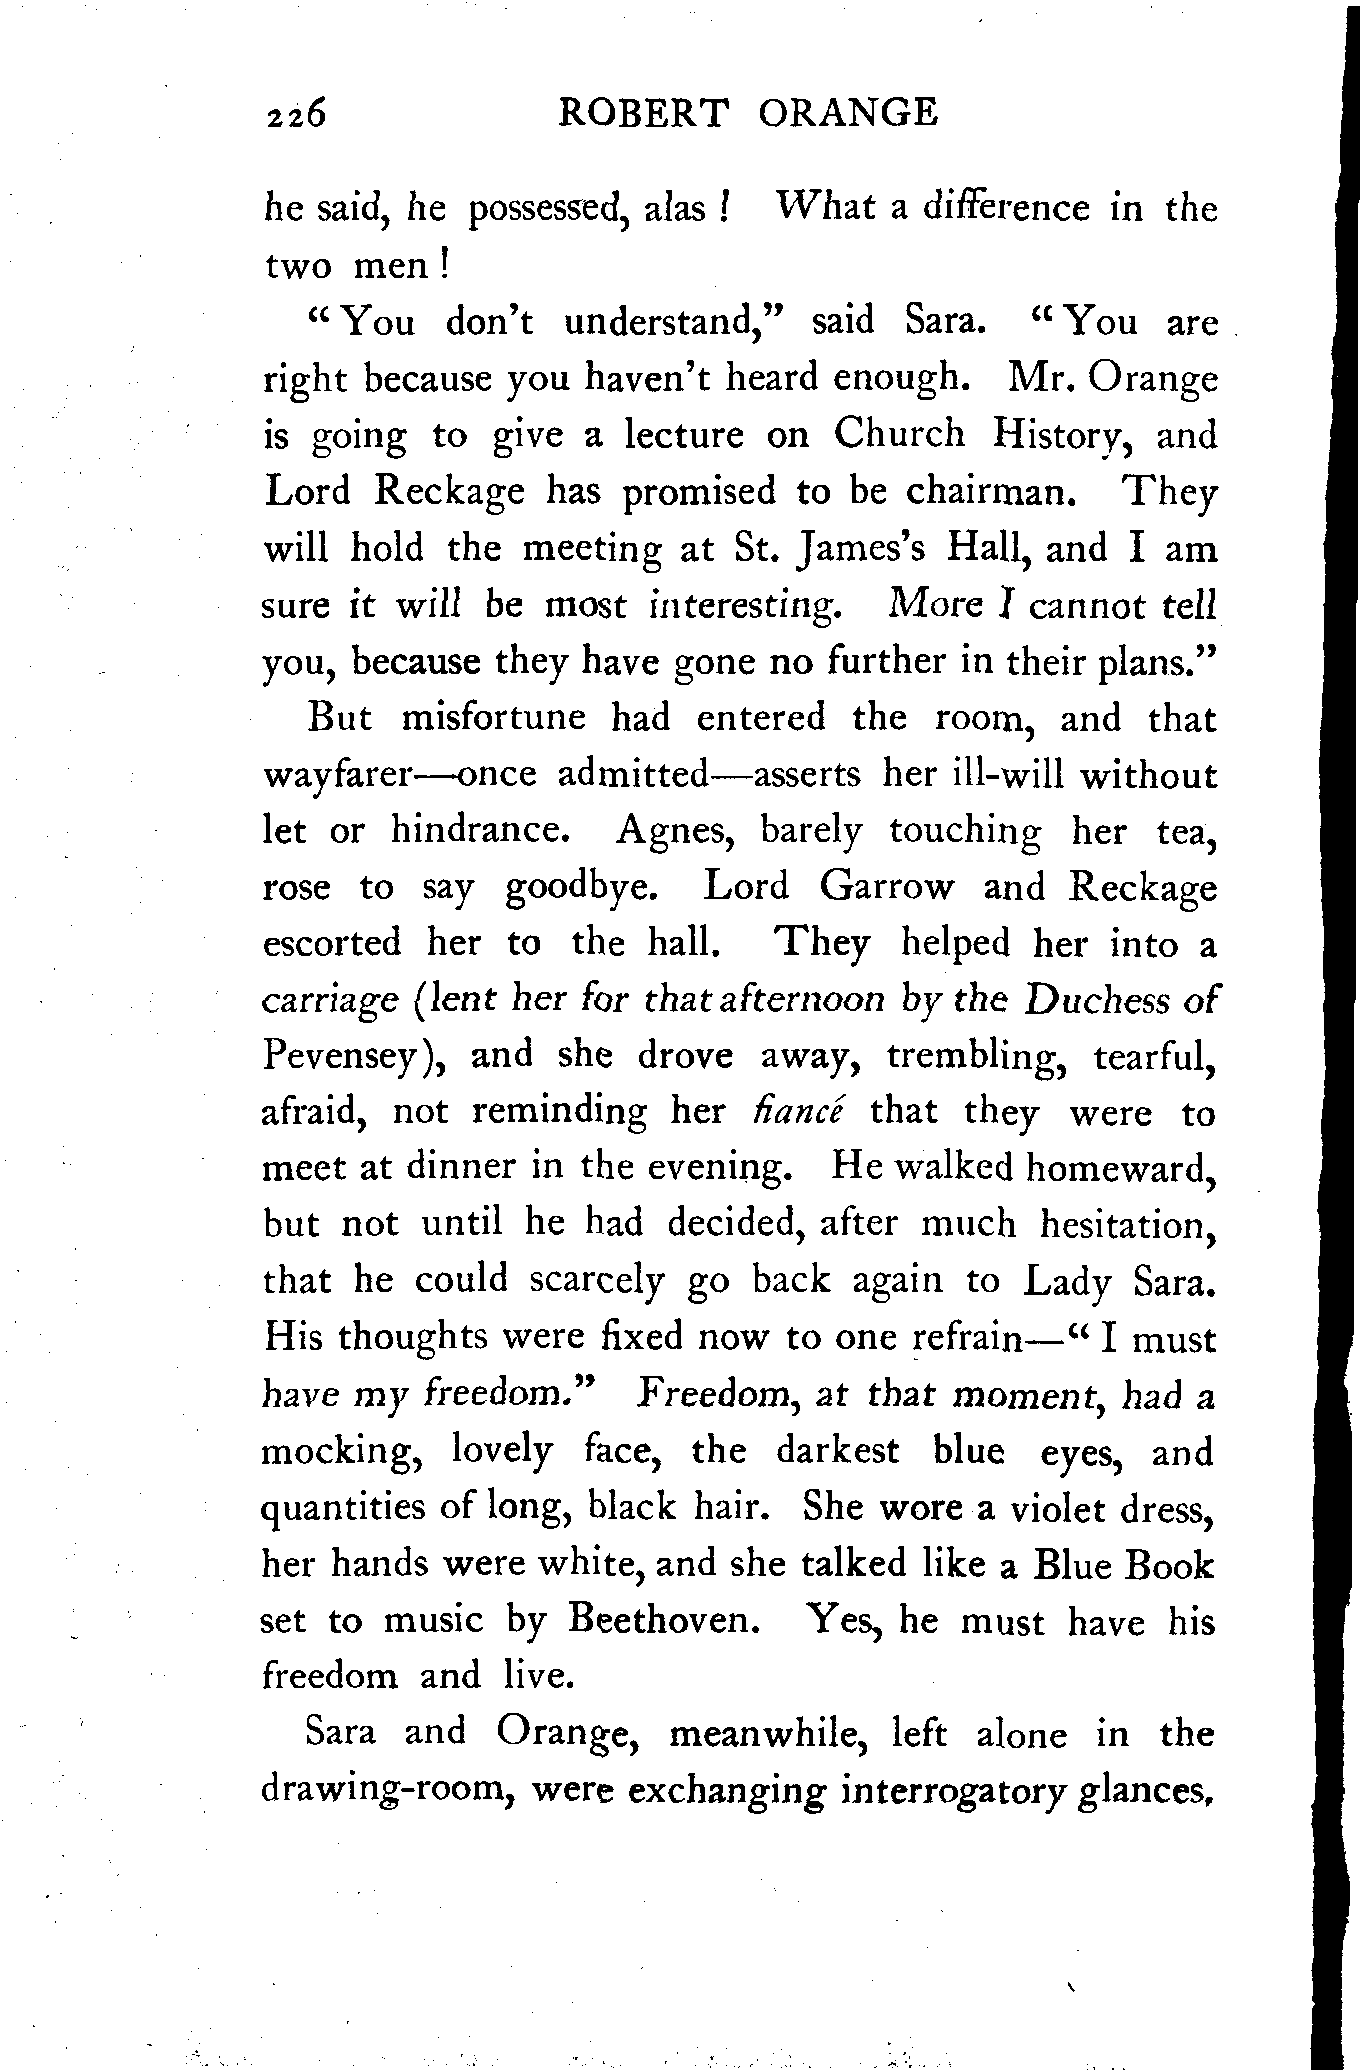 226 ROBERT ORANGE
he said, he possessed, alas ! What a difference in the
two men !
“ You don’t understand,” said Sara. “ You are
right because you haven’t heard enough. Mr. Orange
is going to give a lecture on Church History, and
Lord Reckage has promised to be chairman. They
will hold the meeting at St. James’s Hall, and I am
sure it will be most interesting. More I cannot tell
you, because they have gone no further in their plans.”
But misfortune had entered the room, and that
wayfarer—once admitted—asserts her ill-will without
let or hindrance. Agnes, barely touching her tea,
rose to say goodbye. Lord Garrow and Reckage
escorted her to the hall. They helped her into a
carriage (lent her for that afternoon by the Duchess of
Pevensey), and she drove away, trembling, tearful,
afraid, not reminding her fiancé that they were to
meet at dinner in the evening. He walked homeward,
but not until he had decided, after much hesitation,
that he could scarcely go back again to Lady Sara.
His thoughts were fixed now to one refrain—“ I must
have my freedom.” Freedom, at that moment, had a
mocking, lovely face, the darkest blue eyes, and
quantities of long, black hair. She wore a violet dress,
her hands were white, and she talked like a Blue Book
set to music by Beethoven. Yes, he must have his
freedom and live.
Sara and Orange, meanwhile, left alone in the
drawing-room, were exchanging interrogatory glances.